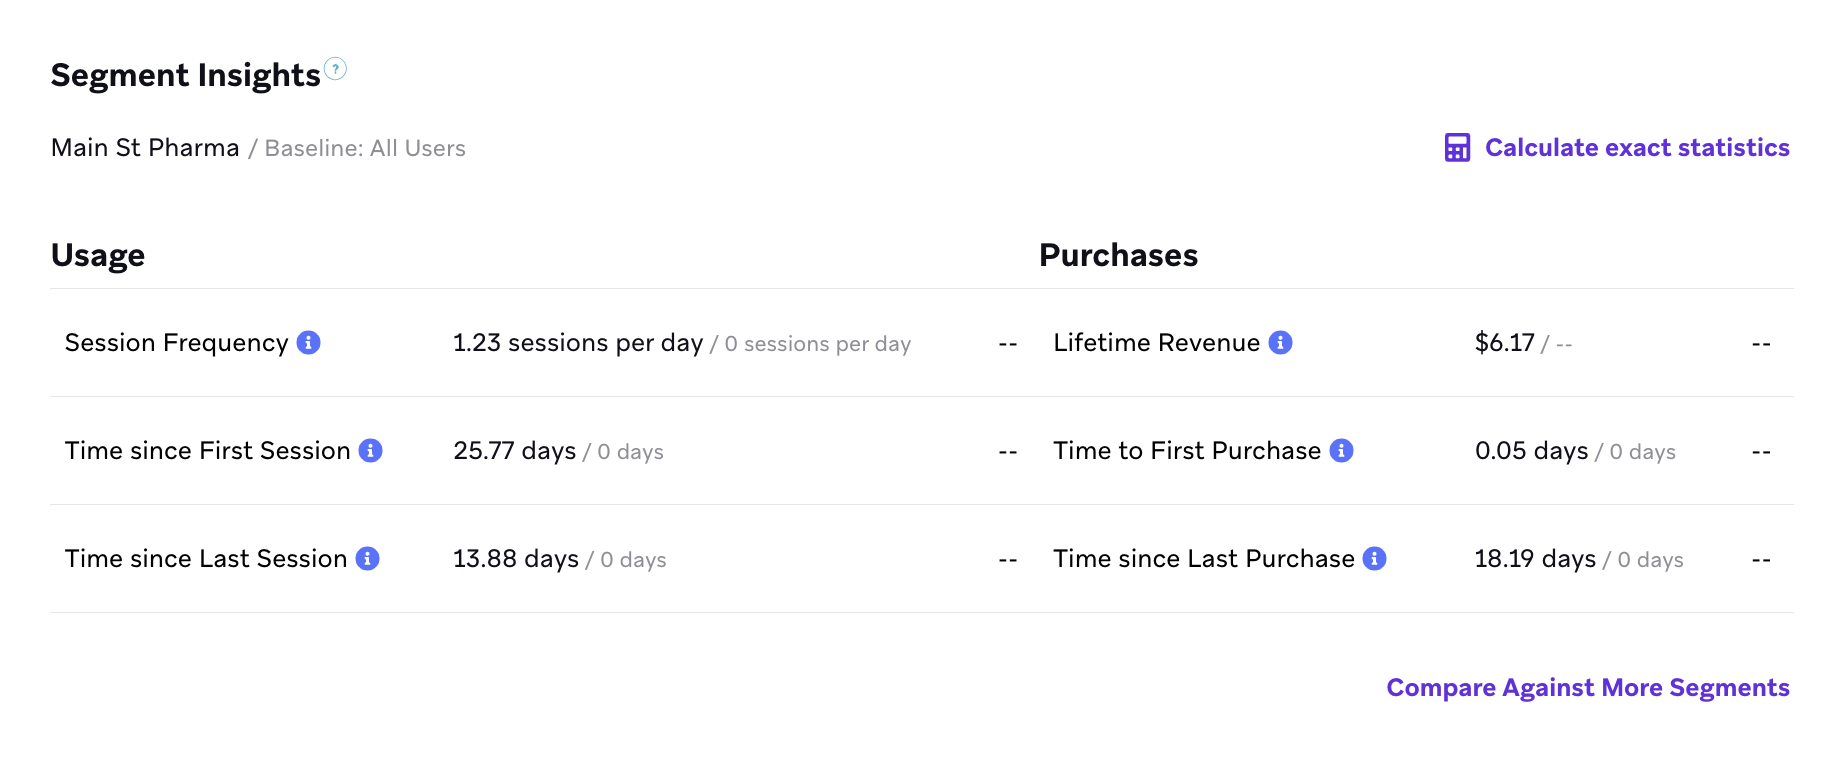 Segment Insights ?
Main St Pharma / Baseline: All Users
Calculate exact statistics
Usage
Session Frequency i 1.23 sessions per day / 0 sessions per day --
Time since First Session i 25.77 days / 0 days --
Time since Last Session i 13.88 days / 0 days --
Purchases
Lifetime Revenue i $6.17 / -- --
Time to First Purchase i 0.05 days / 0 days --
Time since Last Purchase i 18.19 days / 0 days --
Compare Against More Segments